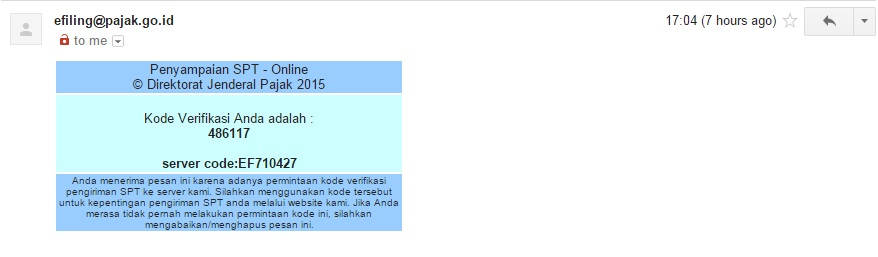 efiling@pajak.go.id
17:04 (7 hours ago)
to me
Penyampaian SPT - Online
© Direktorat Jenderal Pajak 2015
Kode Verifikasi Anda adalah :
486117
server code:EF710427
Anda menerima pesan ini karena adanya permintaan kode verifikasi
pengiriman SPT ke server kami. Silahkan menggunakan kode tersebut
untuk kepentingan pengiriman SPT anda melalui website kami. Jika Anda
merasa tidak pernah melakukan permintaan kode ini, silahkan
mengabaikan/menghapus pesan ini.